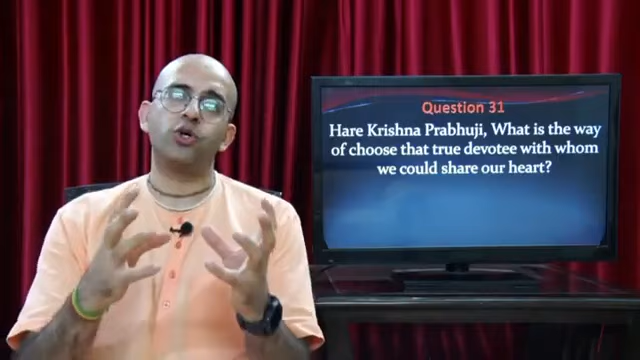 Question 31
Hare Krishna Prabhuji, What is the way
of choose that true devotee with whom
we could share our heart?